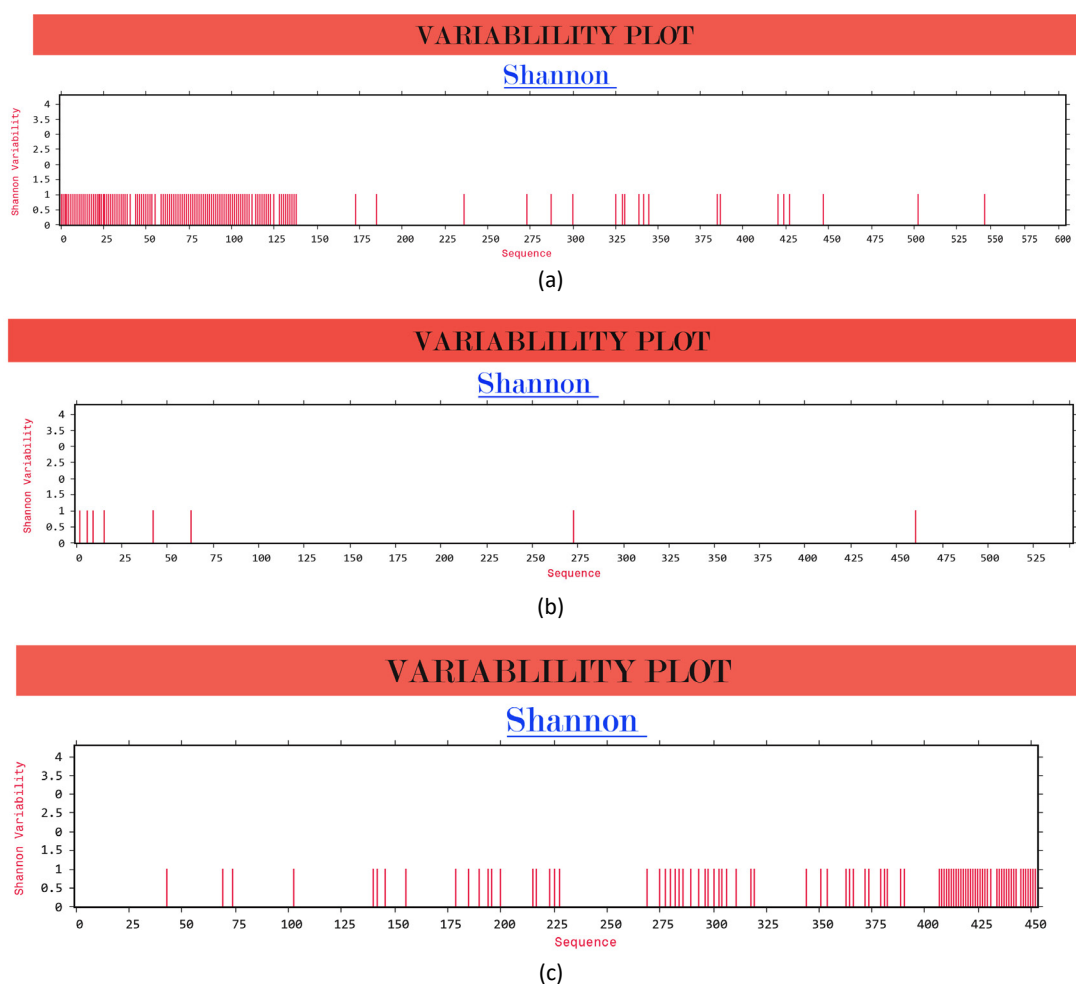 VARIABLILITY PLOT
Shannon
Shannon Variability
4
3.5
0
2.5
0
1.5
1
0.5
0
0 25 50 75 100 125 150 175 200 225 250 275 300 325 350 375 400 425 450 475 500 525 550 575 600
Sequence
(a)
VARIABLILITY PLOT
Shannon
Shannon Variability
4
3.5
0
2.5
0
1.5
1
0.5
0
0 25 50 75 100 125 150 175 200 225 250 275 300 325 350 375 400 425 450 475 500 525
Sequence
(b)
VARIABLILITY PLOT
Shannon
Shannon Variability
4
3.5
0
2.5
0
1.5
1
0.5
0
0 25 50 75 100 125 150 175 200 225 250 275 300 325 350 375 400 425 450
Sequence
(c)